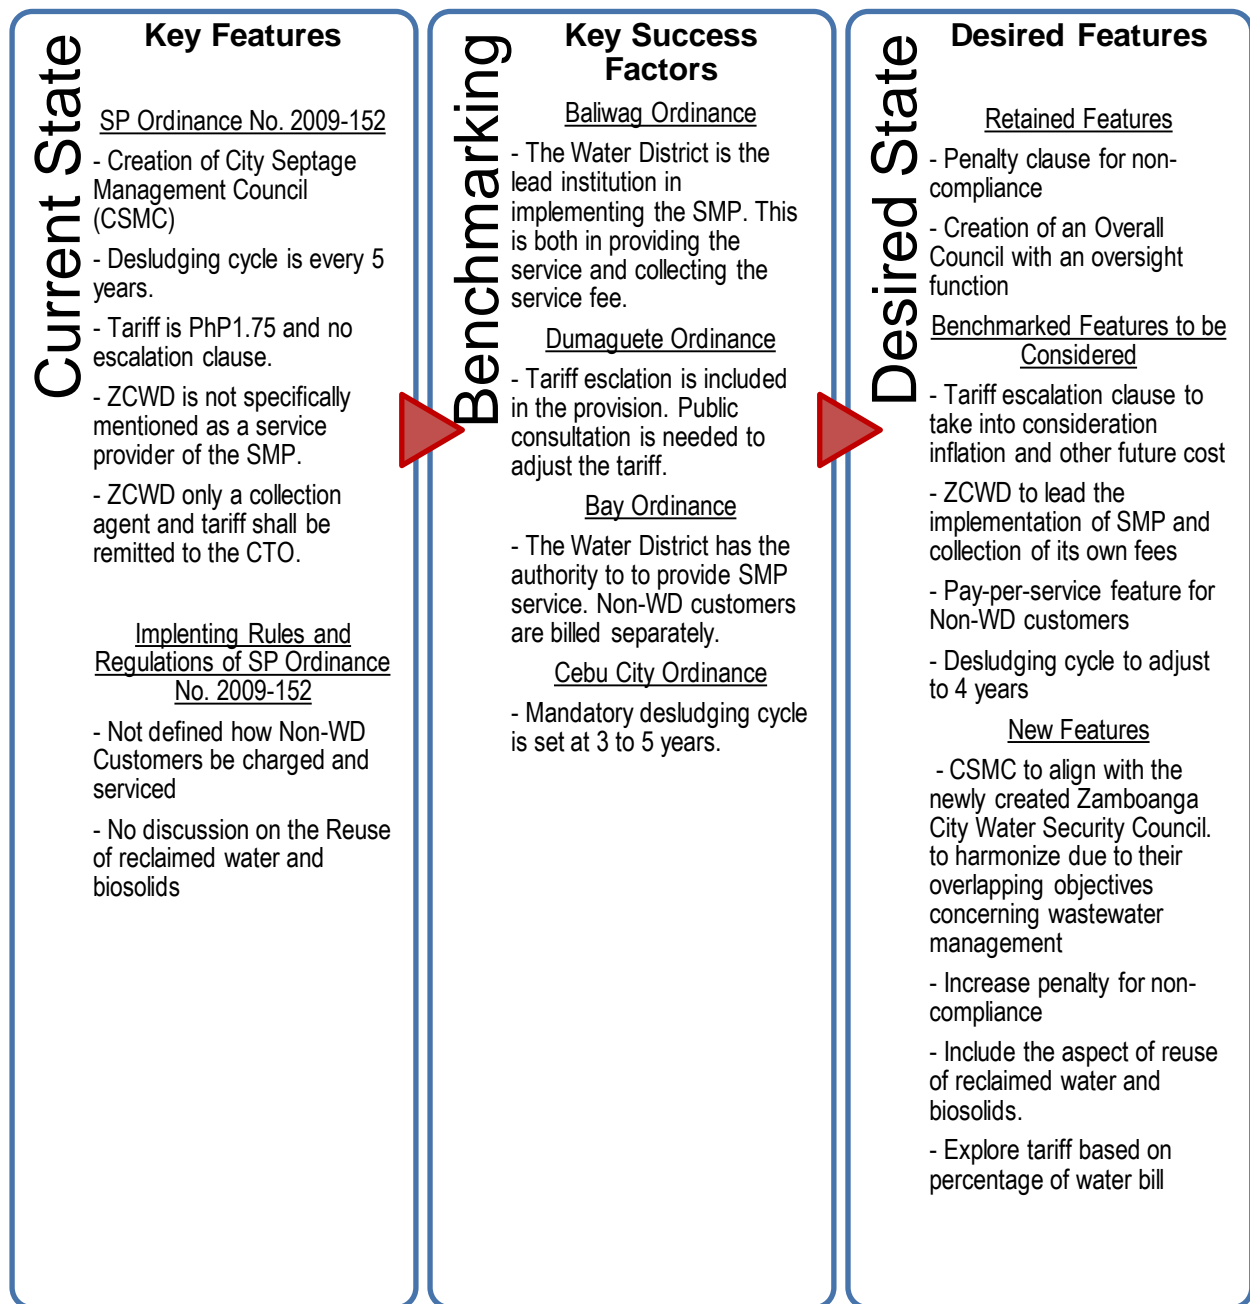 Current State
Key Features
SP Ordinance No. 2009-152
- Creation of City Septage
Management Council
(CSMC)
- Desludging cycle is every 5
years.
- Tariff is PhP1.75 and no
escalation clause.
- ZCWD is not specifically
mentioned as a service
provider of the SMP.
- ZCWD only a collection
agent and tariff shall be
remitted to the CTO.
Implenting Rules and
Regulations of SP Ordinance
No. 2009-152
- Not defined how Non-WD
Customers be charged and
serviced
- No discussion on the Reuse
of reclaimed water and
biosolids
Benchmarking
Key Success
Factors
Baliwag Ordinance
- The Water District is the
lead institution in
implementing the SMP. This
is both in providing the
service and collecting the
service fee.
Dumaguete Ordinance
- Tariff esclation is included
in the provision. Public
consultation is needed to
adjust the tariff.
Bay Ordinance
- The Water District has the
authority to to provide SMP
service. Non-WD customers
are billed separately.
Cebu City Ordinance
- Mandatory desludging cycle
is set at 3 to 5 years.
Desired State
Desired Features
Retained Features
- Penalty clause for non-
compliance
- Creation of an Overall
Council with an oversight
function
Benchmarked Features to be
Considered
- Tariff escalation clause to
take into consideration
inflation and other future cost
- ZCWD to lead the
implementation of SMP and
collection of its own fees
- Pay-per-service feature for
Non-WD customers
- Desludging cycle to adjust
to 4 years
New Features
- CSMC to align with the
newly created Zamboanga
City Water Security Council.
to harmonize due to their
overlapping objectives
concerning wastewater
management
- Increase penalty for non-
compliance
- Include the aspect of reuse
of reclaimed water and
biosolids.
- Explore tariff based on
percentage of water bill